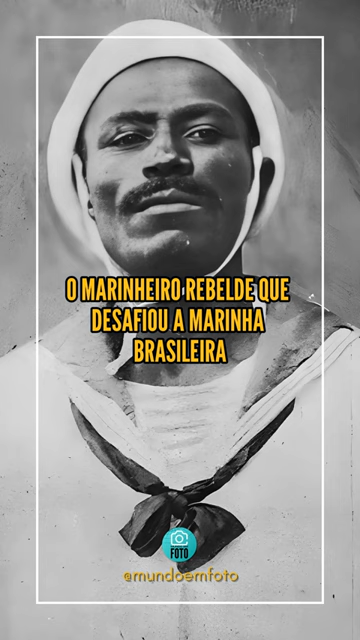 O MARINHEIRO REBELDE QUE
DESAFIOU A MARINHA
BRASILEIRA
FOTO
@mundoemfoto